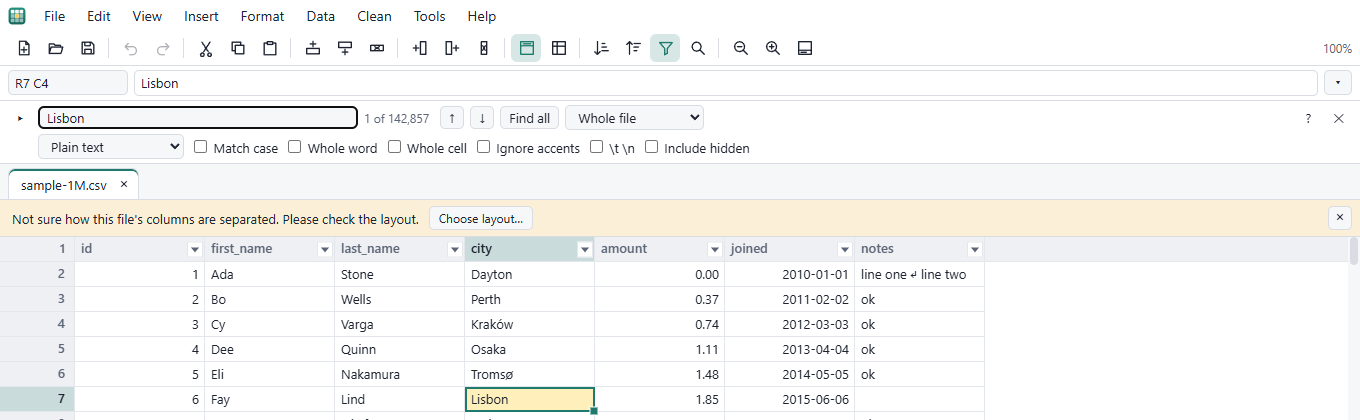 File Edit View Insert Format Data Clean Tools Help
100%
R7 C4 Lisbon
Lisbon 1 of 142,857 ↑ ↓ Find all Whole file ? ×
Plain text Match case Whole word Whole cell Ignore accents \t \n Include hidden
sample-1M.csv ×
Not sure how this file's columns are separated. Please check the layout. Choose layout... ×
1 id first_name last_name city amount joined notes
2 1 Ada Stone Dayton 0.00 2010-01-01 line one ↲ line two
3 2 Bo Wells Perth 0.37 2011-02-02 ok
4 3 Cy Varga Kraków 0.74 2012-03-03 ok
5 4 Dee Quinn Osaka 1.11 2013-04-04 ok
6 5 Eli Nakamura Tromsø 1.48 2014-05-05 ok
7 6 Fay Lind Lisbon 1.85 2015-06-06